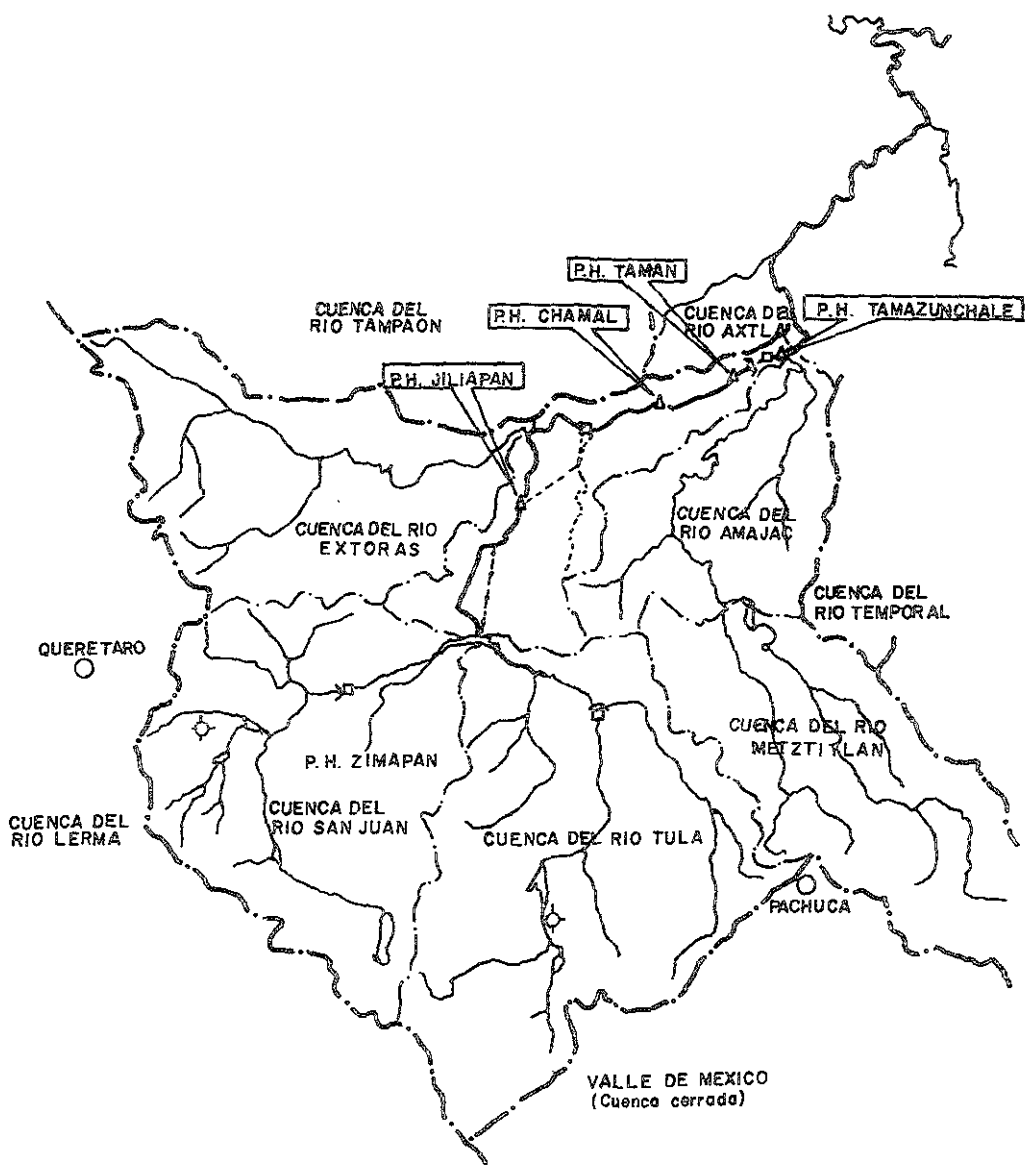 P.H. TAMAN
CUENCA DEL
RIO TAMPAÓN
P.H. CHAMAL
CUENCA DEL
RIO AXTLA
P.H. TAMAZUNCHALE
P.H. JILIAPAN
CUENCA DEL RIO
EXTORAS
CUENCA DEL
RIO AMAJAC
CUENCA DEL
RIO TEMPORAL
QUERETARO
CUENCA DEL RIO
METZTITLAN
P.H. ZIMAPAN
CUENCA DEL
RIO LERMA
CUENCA DEL
RIO SAN JUAN
CUENCA DEL RIO TULA
PACHUCA
VALLE DE MEXICO
(Cuenca cerrada)